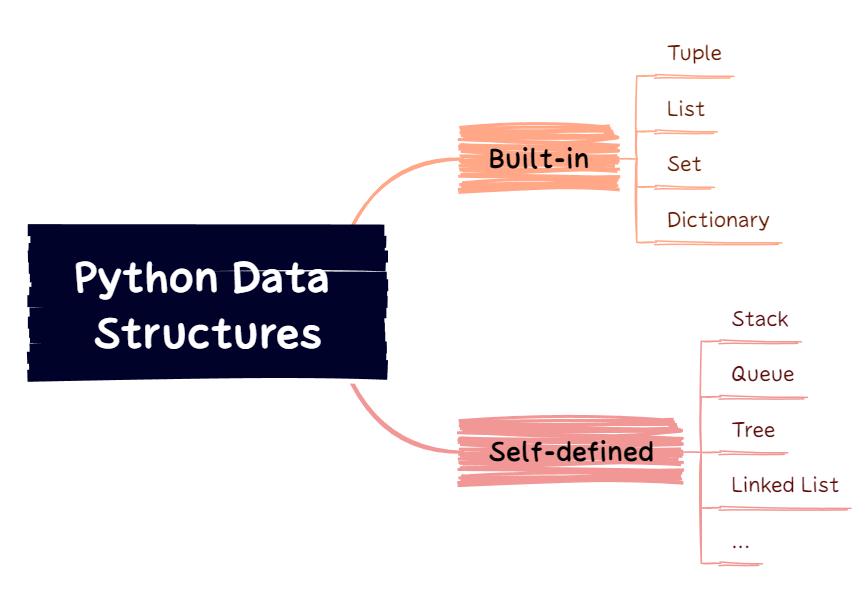 Python Data
Structures
Built-in
Tuple
List
Set
Dictionary
Self-defined
Stack
Queue
Tree
Linked List
...